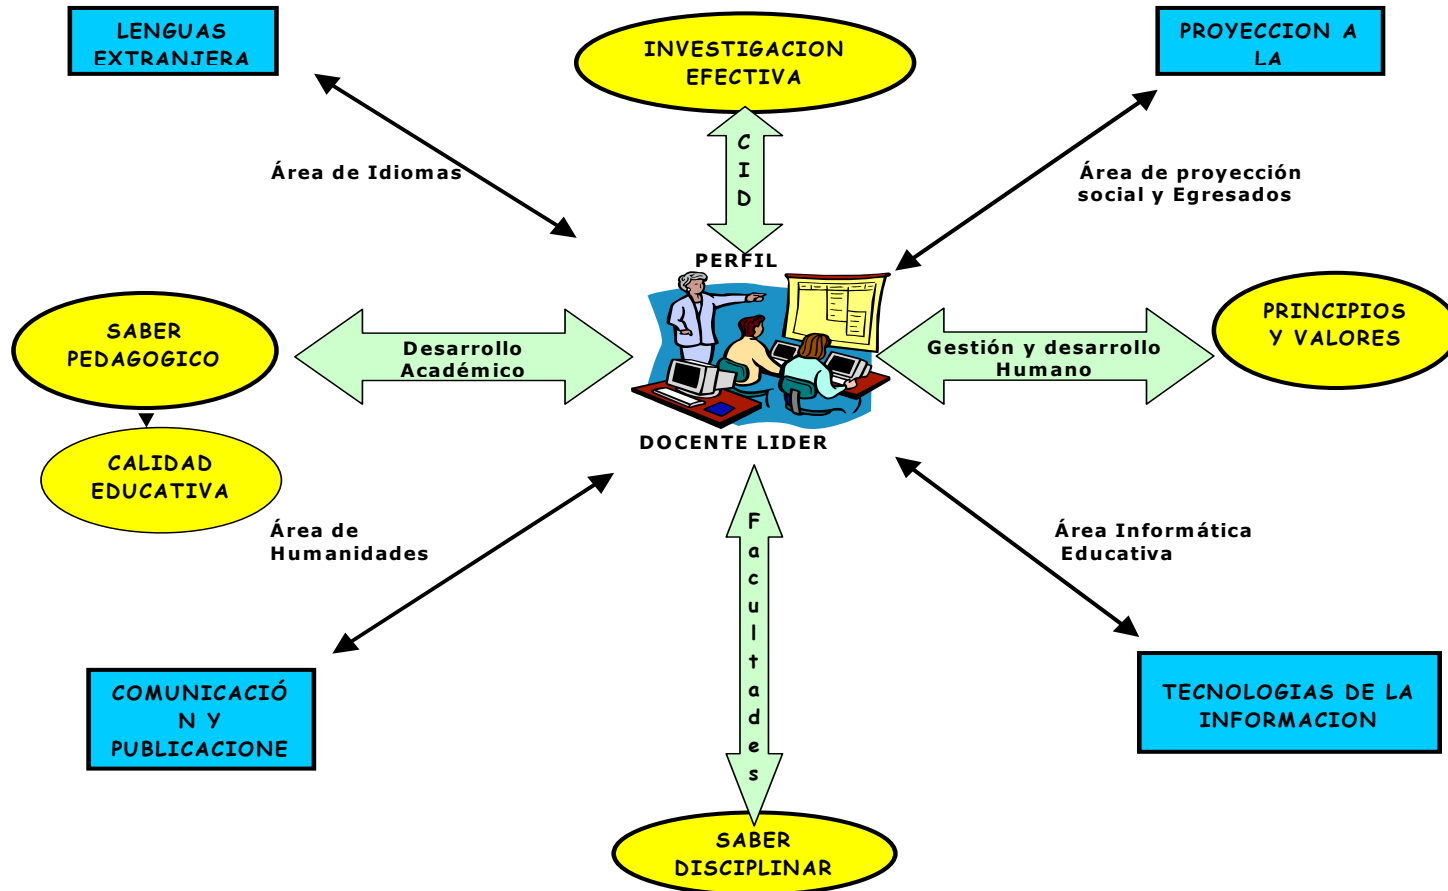 LENGUAS
EXTRANJERA
INVESTIGACION
EFECTIVA
PROYECCION A
LA
CID
Área de Idiomas
Área de proyección
social y Egresados
PERFIL
SABER
PEDAGOGICO
Desarrollo
Académico
Gestión y desarrollo
Humano
PRINCIPIOS
Y VALORES
DOCENTE LIDER
CALIDAD
EDUCATIVA
Área de
Humanidades
Facultades
Área Informática
Educativa
COMUNICACIÓ
N Y
PUBLICACIONE
TECNOLOGIAS DE LA
INFORMACION
SABER
DISCIPLINAR